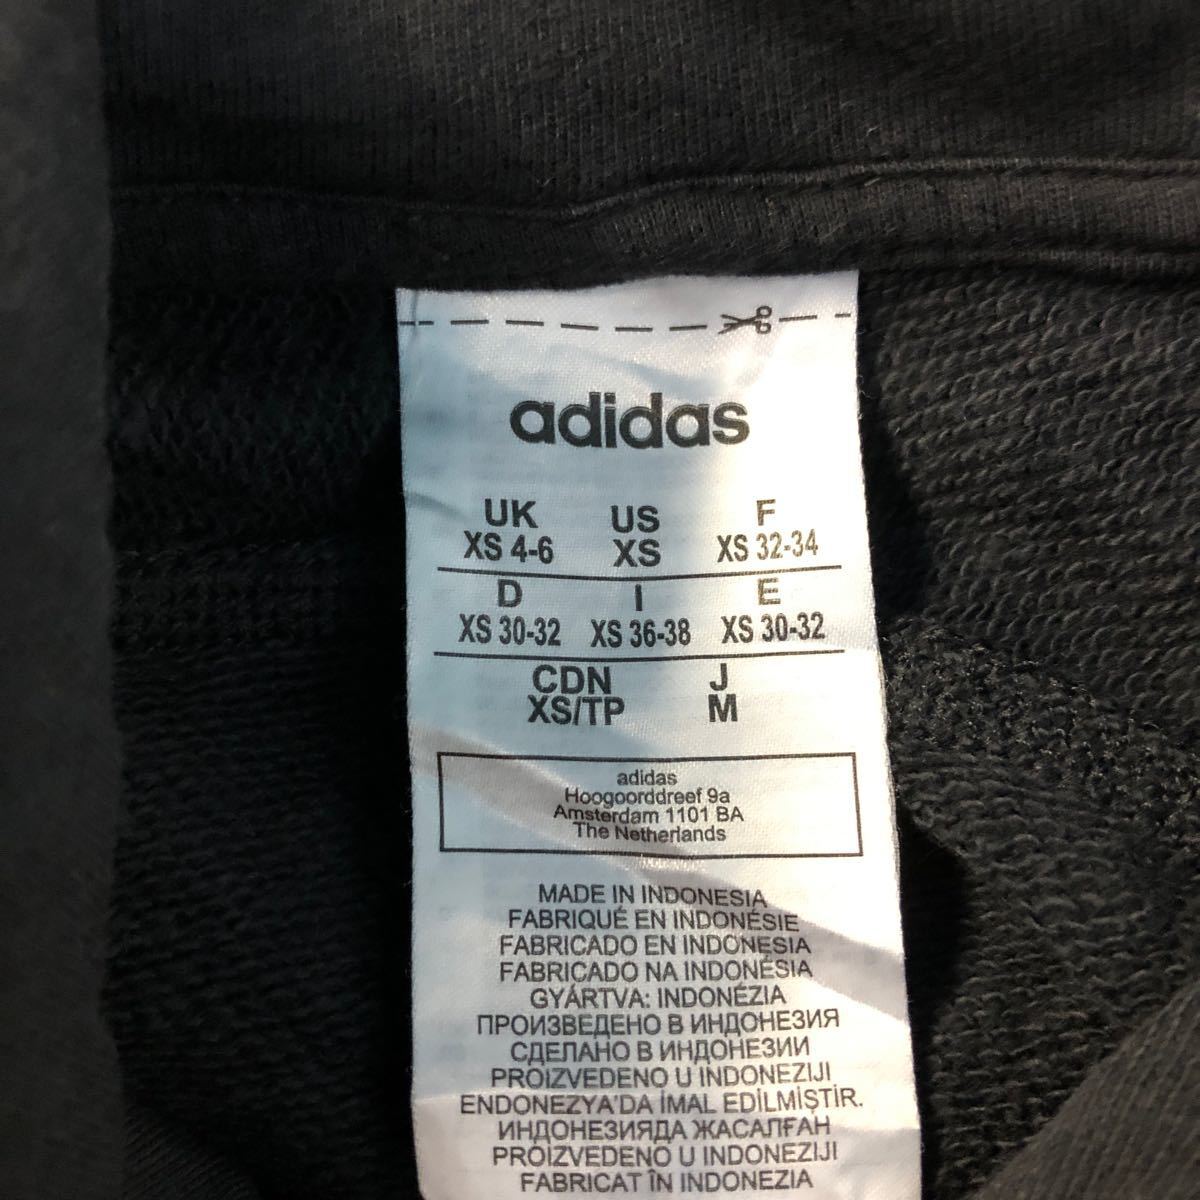 adidas
UK US F
XS 4-6 XS XS 32-34
D I E
XS 30-32 XS 36-38 XS 30-32
CDN J
XS/TP M
adidas
Hoogoorddreef 9a
Amsterdam 1101 BA
The Netherlands
MADE IN INDONESIA
FABRIQUÉ EN INDONÉSIE
FABRICADO EN INDONESIA
FABRICADO NA INDONÉSIA
GYÁRTVA: INDONÉZIA
ПРОИЗВЕДЕНО В ИНДОНЕЗИЯ
СДЕЛАНО В ИНДОНЕЗИИ
PROIZVEDENO U INDONEZIJI
ENDONEZYA'DA İMAL EDİLMİŞTİR.
ИНДОНЕЗИЯДА ЖАСАЛҒАН
PROIZVEDENO U INDONEZIJI
FABRICAT ÎN INDONEZIA